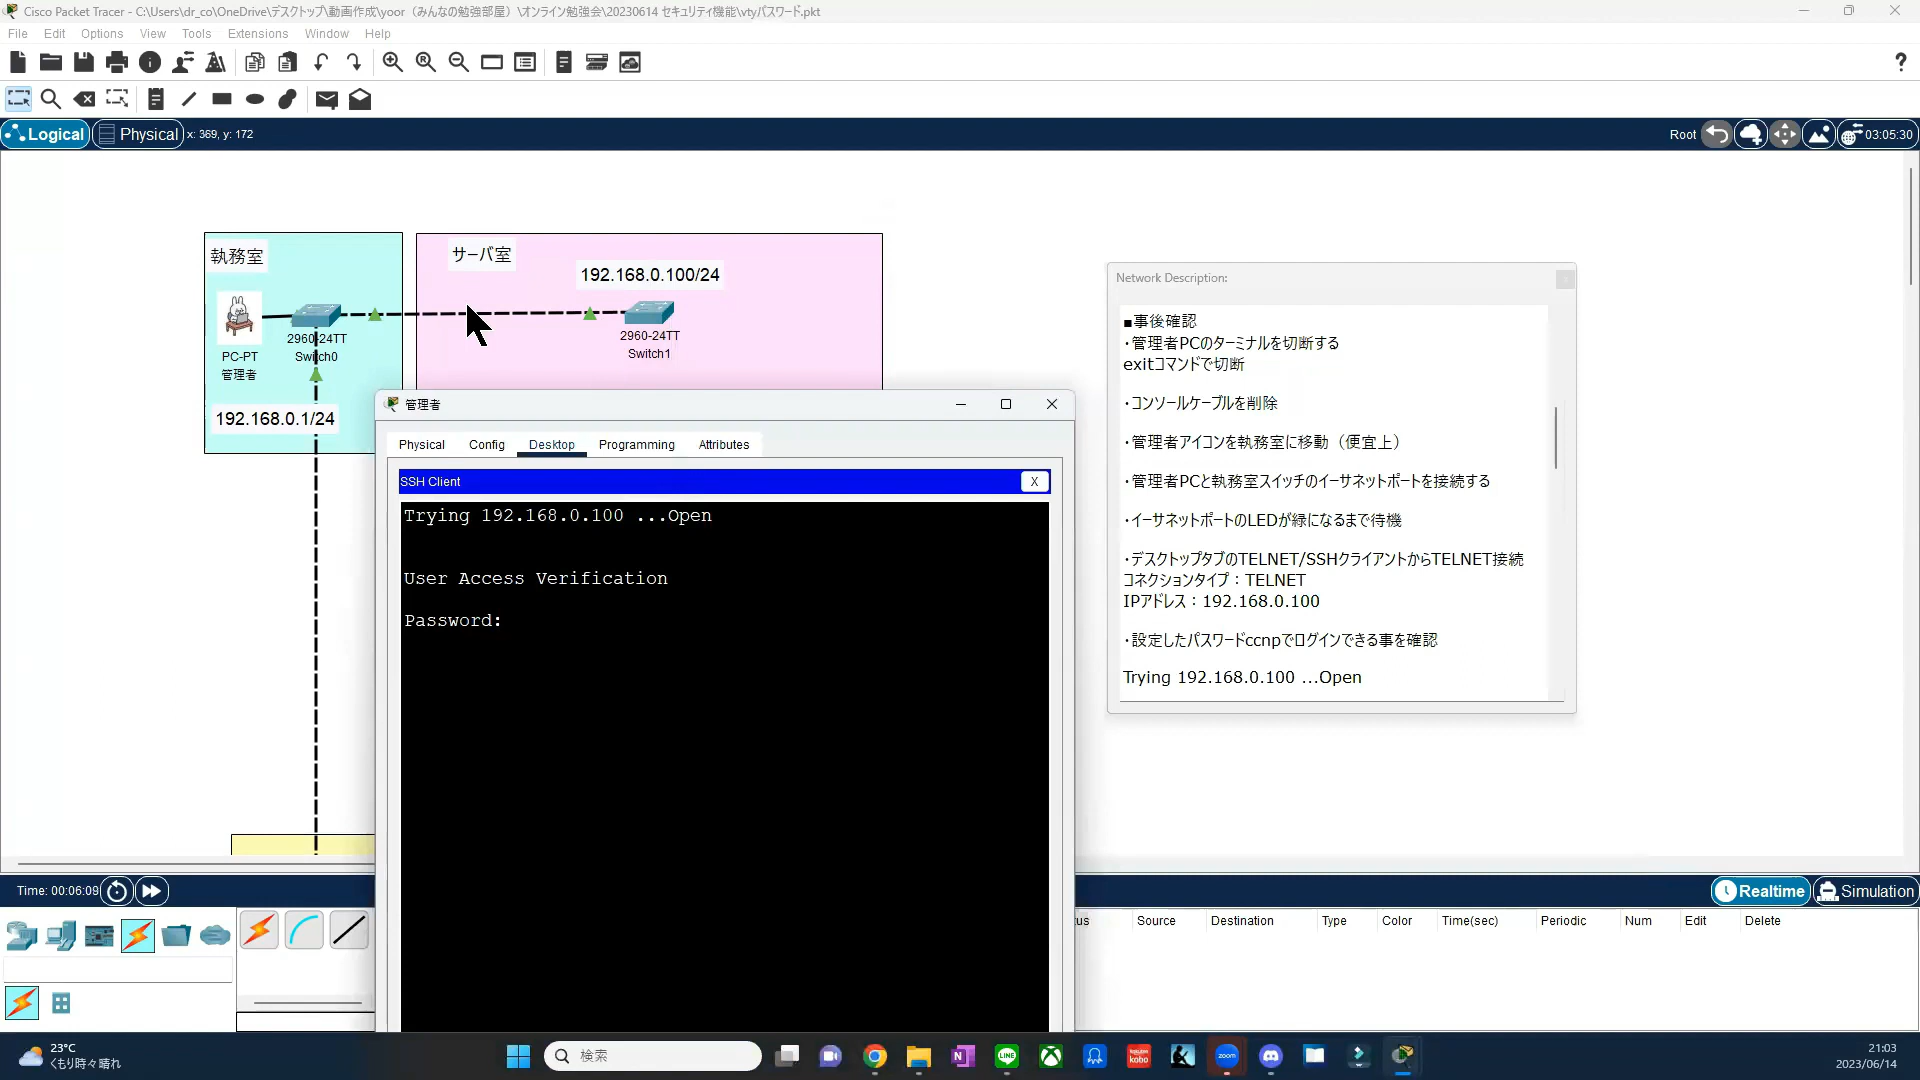 Cisco Packet Tracer - C:\Users\dr_co\OneDrive\デスクトップ\動画作成\yoor（みんなの勉強部屋）\オンライン勉強会\20230614 セキュリティ機能\vtyパスワード.pkt
File Edit Options View Tools Extensions Window Help
Logical Physical x: 369, y: 172
Root 03:05:30
執務室
サーバ室
192.168.0.100/24
2960-24TT
Switch0
2960-24TT
Switch1
PC-PT
管理者
192.168.0.1/24
Network Description:
■事後確認
・管理者PCのターミナルを切断する
exitコマンドで切断
・コンソールケーブルを削除
・管理者アイコンを執務室に移動（便宜上）
・管理者PCと執務室スイッチのイーサネットポートを接続する
・イーサネットポートのLEDが緑になるまで待機
・デスクトップタブのTELNET/SSHクライアントからTELNET接続
コネクションタイプ：TELNET
IPアドレス：192.168.0.100
・設定したパスワードccnpでログインできる事を確認
Trying 192.168.0.100 ...Open
管理者
Physical Config Desktop Programming Attributes
SSH Client
X
Trying 192.168.0.100 ...Open
User Access Verification
Password:
Time: 00:06:09
Realtime Simulation
Source Destination Type Color Time(sec) Periodic Num Edit Delete
23°C
くもり時々晴れ
検索
LINE
Rakuten
kobo
zoom
21:03
2023/06/14